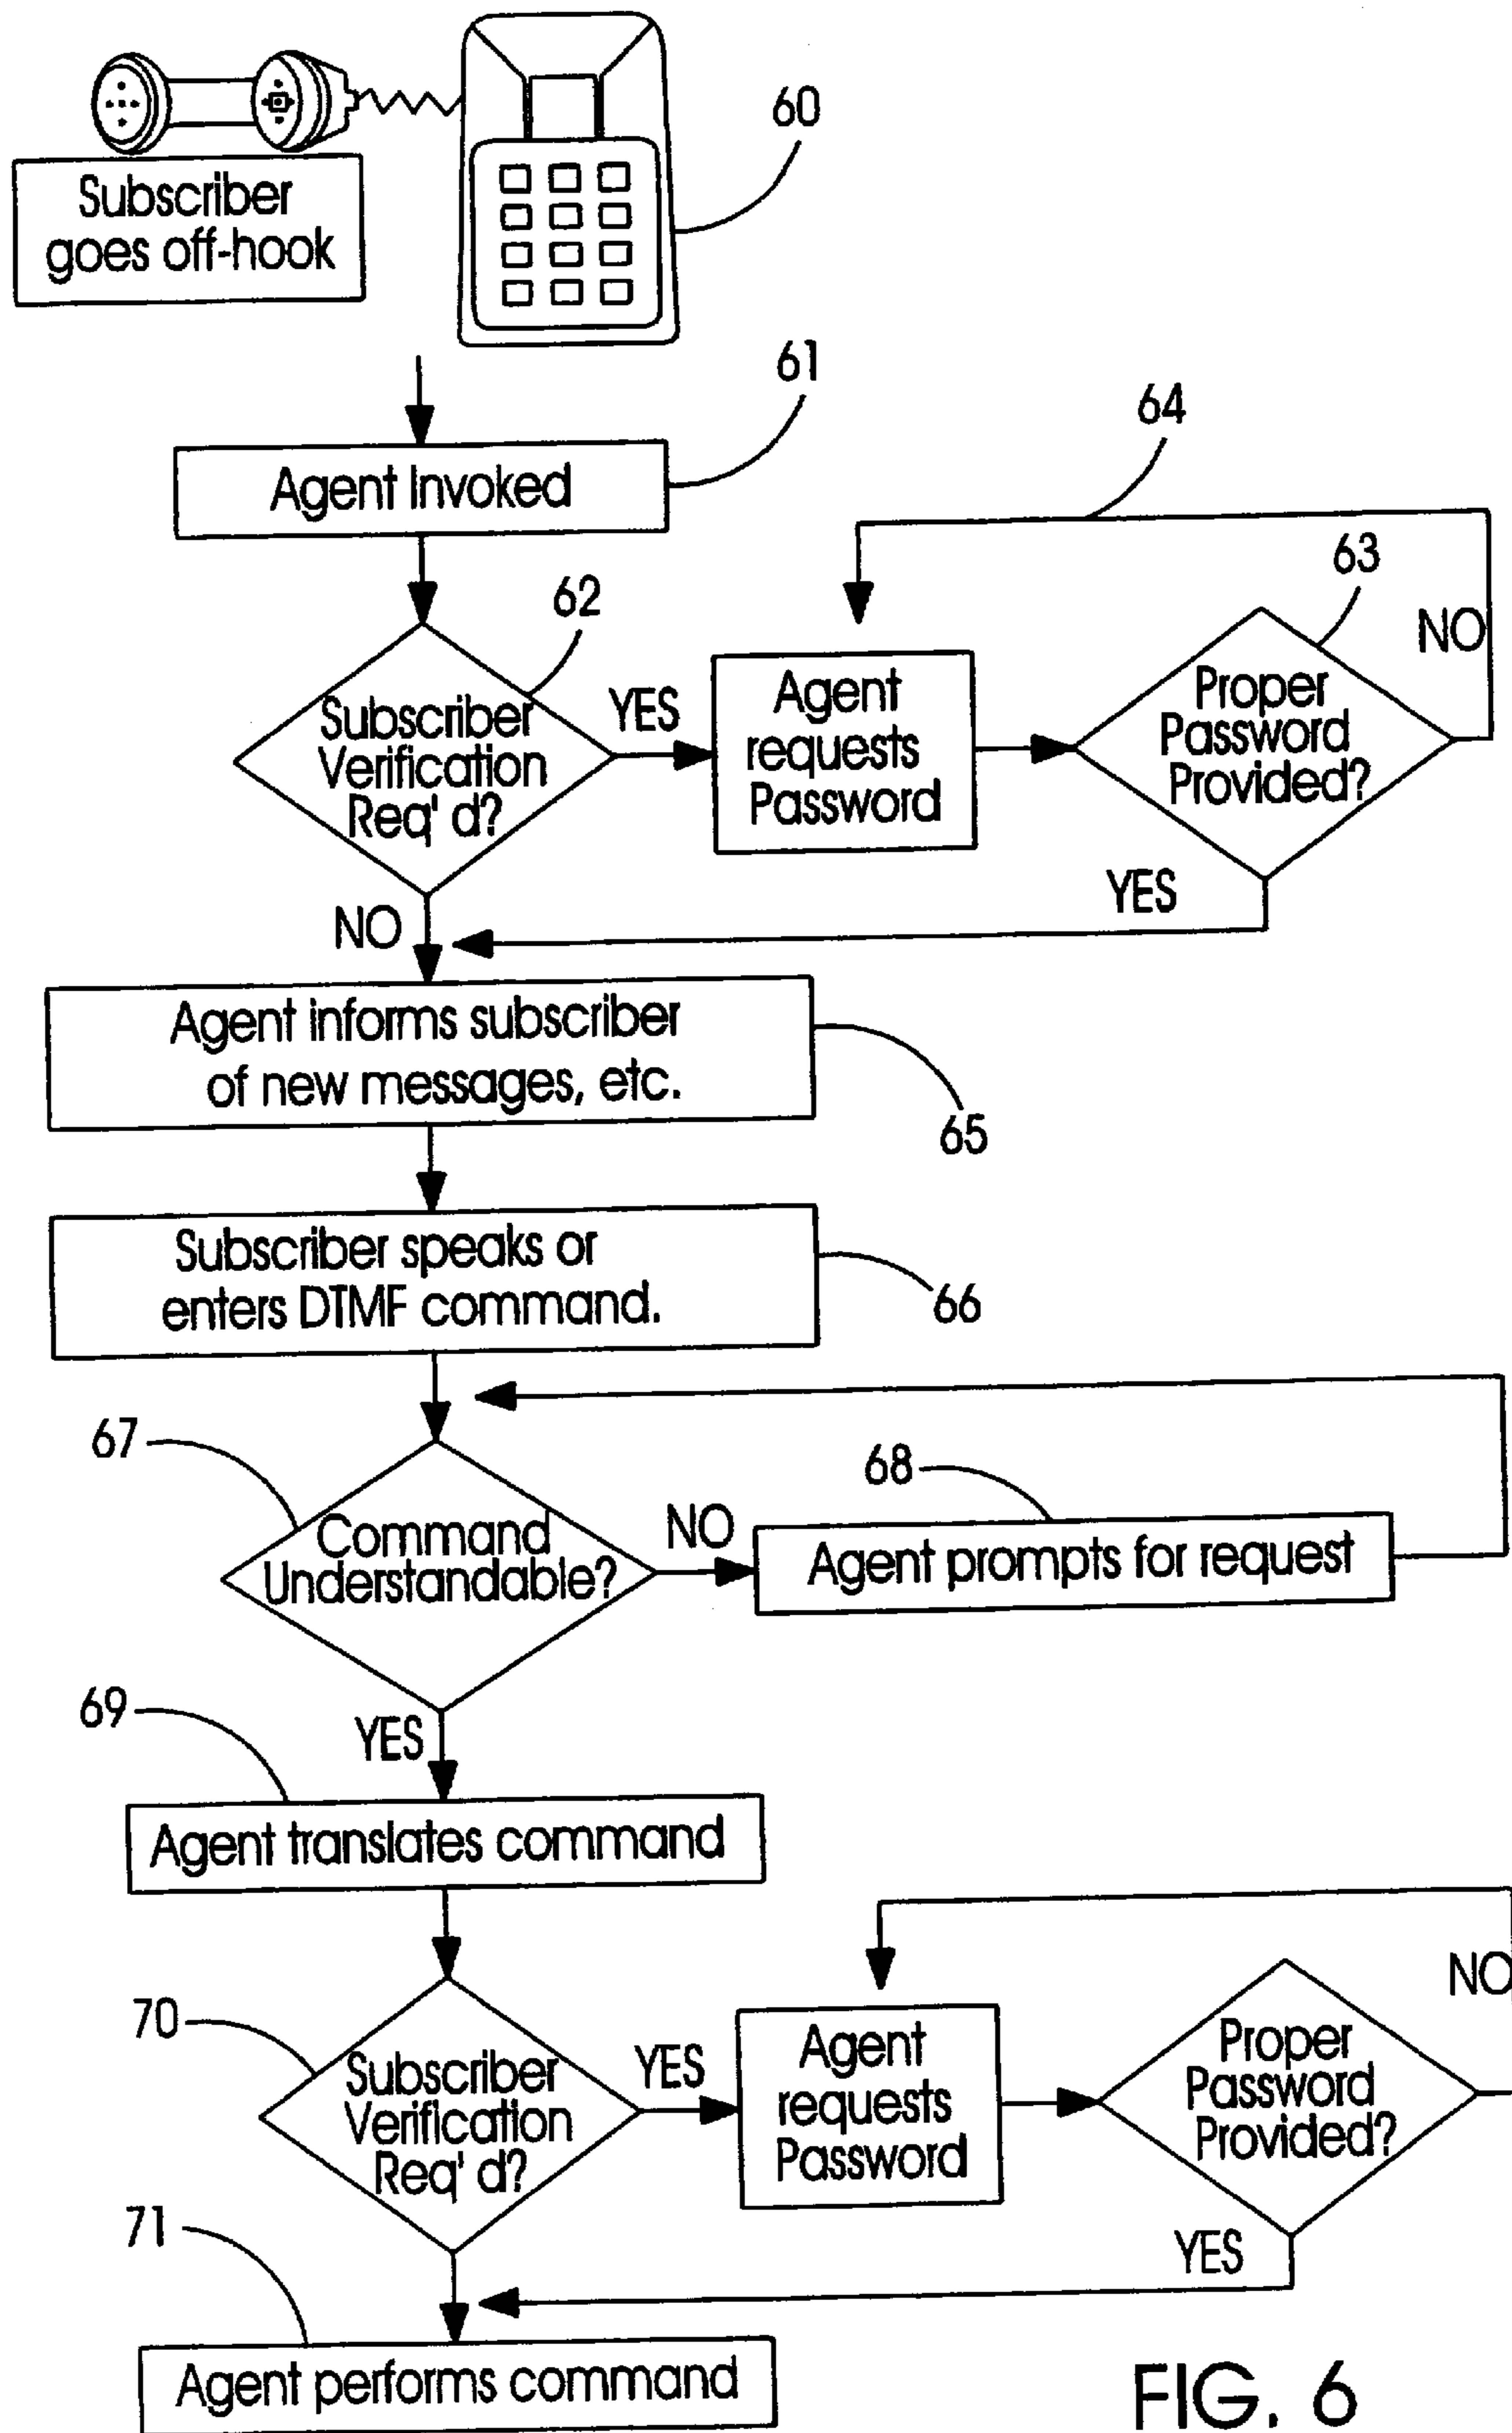 60
Subscriber
goes off-hook
61
Agent Invoked
64
62
63
Subscriber
Verification
Req' d?
YES
Agent
requests
Password
Proper
Password
Provided?
NO
YES
NO
Agent informs subscriber
of new messages, etc.
65
Subscriber speaks or
enters DTMF command.
66
67
Command
Understandable?
NO
68
Agent prompts for request
YES
69
Agent translates command
70
Subscriber
Verification
Req' d?
YES
Agent
requests
Password
Proper
Password
Provided?
NO
YES
71
Agent performs command
FIG. 6